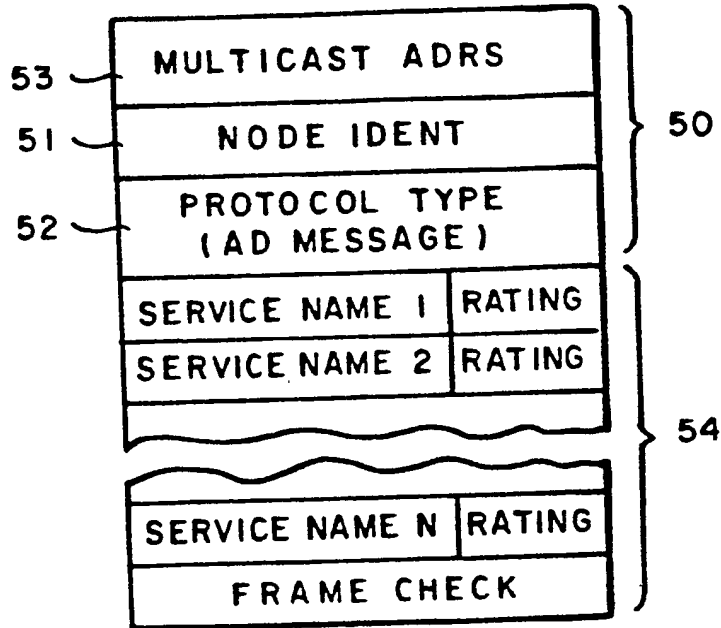 53 MULTICAST ADRS
50
51 NODE IDENT
52 PROTOCOL TYPE
(AD MESSAGE)
SERVICE NAME 1 RATING
SERVICE NAME 2 RATING
54
SERVICE NAME N RATING
FRAME CHECK